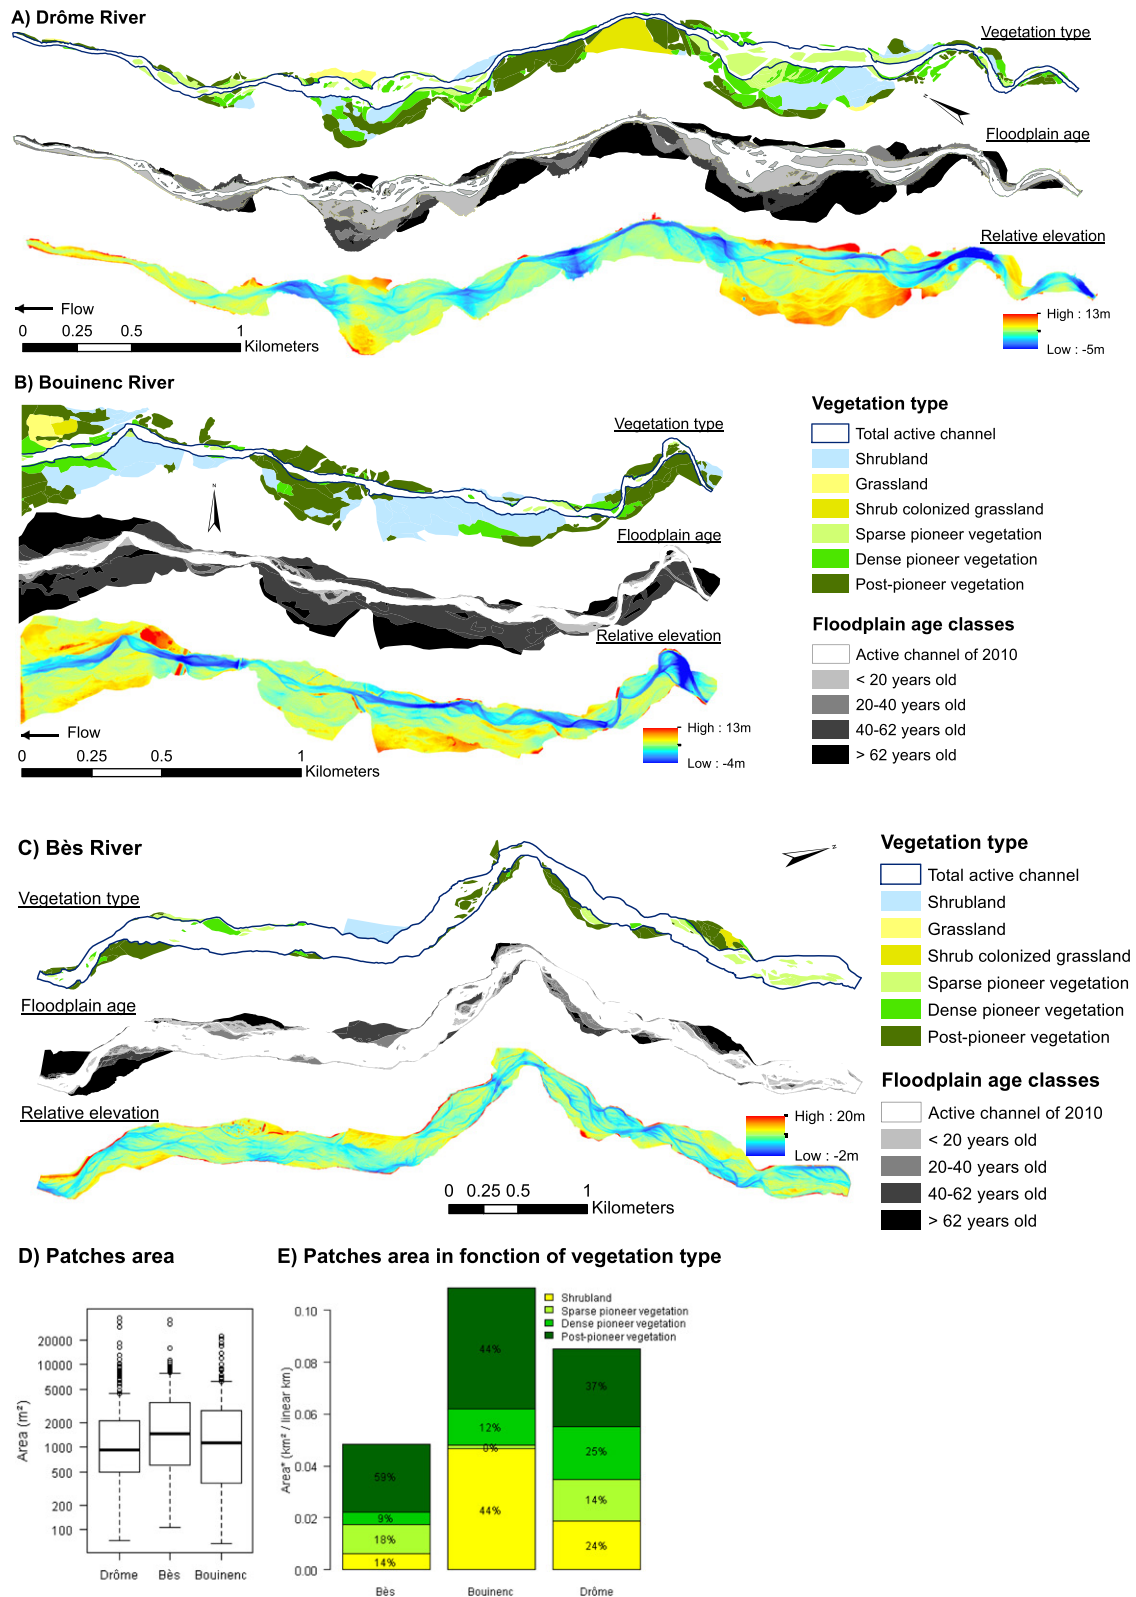 A) Drôme River
Vegetation type
N
Floodplain age
Relative elevation
Flow
0 0.25 0.5 1
Kilometers
High : 13m
Low : -5m
B) Bouinenc River
Vegetation type
N
Floodplain age
Relative elevation
Flow
0 0.25 0.5 1
Kilometers
High : 13m
Low : -4m
Vegetation type
Total active channel
Shrubland
Grassland
Shrub colonized grassland
Sparse pioneer vegetation
Dense pioneer vegetation
Post-pioneer vegetation
Floodplain age classes
Active channel of 2010
< 20 years old
20-40 years old
40-62 years old
> 62 years old
C) Bès River
N
Vegetation type
Floodplain age
Relative elevation
High : 20m
Low : -2m
0 0.25 0.5 1
Kilometers
Vegetation type
Total active channel
Shrubland
Grassland
Shrub colonized grassland
Sparse pioneer vegetation
Dense pioneer vegetation
Post-pioneer vegetation
Floodplain age classes
Active channel of 2010
< 20 years old
20-40 years old
40-62 years old
> 62 years old
D) Patches area
Area (m²)
20000
10000
5000
2000
1000
500
200
100
Drôme Bès Bouinenc
E) Patches area in fonction of vegetation type
Area* (km² / linear km)
0.10
0.08
0.06
0.04
0.02
0.00
Shrubland
Sparse pioneer vegetation
Dense pioneer vegetation
Post-pioneer vegetation
59%
9%
18%
14%
44%
12%
0%
44%
37%
25%
14%
24%
Bès Bouinenc Drôme